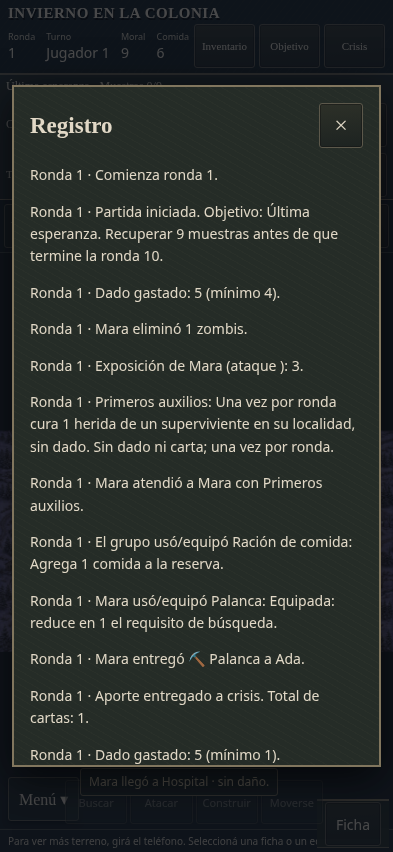 INVIERNO EN LA COLONIA
Ronda Turno Moral Comida
1 Jugador 1 9 6
Inventario Objetivo Crisis
Registro ×
Ronda 1 · Comienza ronda 1.
Ronda 1 · Partida iniciada. Objetivo: Última
esperanza. Recuperar 9 muestras antes de que
termine la ronda 10.
Ronda 1 · Dado gastado: 5 (mínimo 4).
Ronda 1 · Mara eliminó 1 zombis.
Ronda 1 · Exposición de Mara (ataque ): 3.
Ronda 1 · Primeros auxilios: Una vez por ronda
cura 1 herida de un superviviente en su localidad,
sin dado. Sin dado ni carta; una vez por ronda.
Ronda 1 · Mara atendió a Mara con Primeros
auxilios.
Ronda 1 · El grupo usó/equipó Ración de comida:
Agrega 1 comida a la reserva.
Ronda 1 · Mara usó/equipó Palanca: Equipada:
reduce en 1 el requisito de búsqueda.
Ronda 1 · Mara entregó ⛏️ Palanca a Ada.
Ronda 1 · Aporte entregado a crisis. Total de
cartas: 1.
Ronda 1 · Dado gastado: 5 (mínimo 1).
Mara llegó a Hospital · sin daño.
Menú ▾ Buscar Atacar Construir Moverse
Ficha
Para ver más terreno, girá el teléfono. Seleccioná una ficha o un